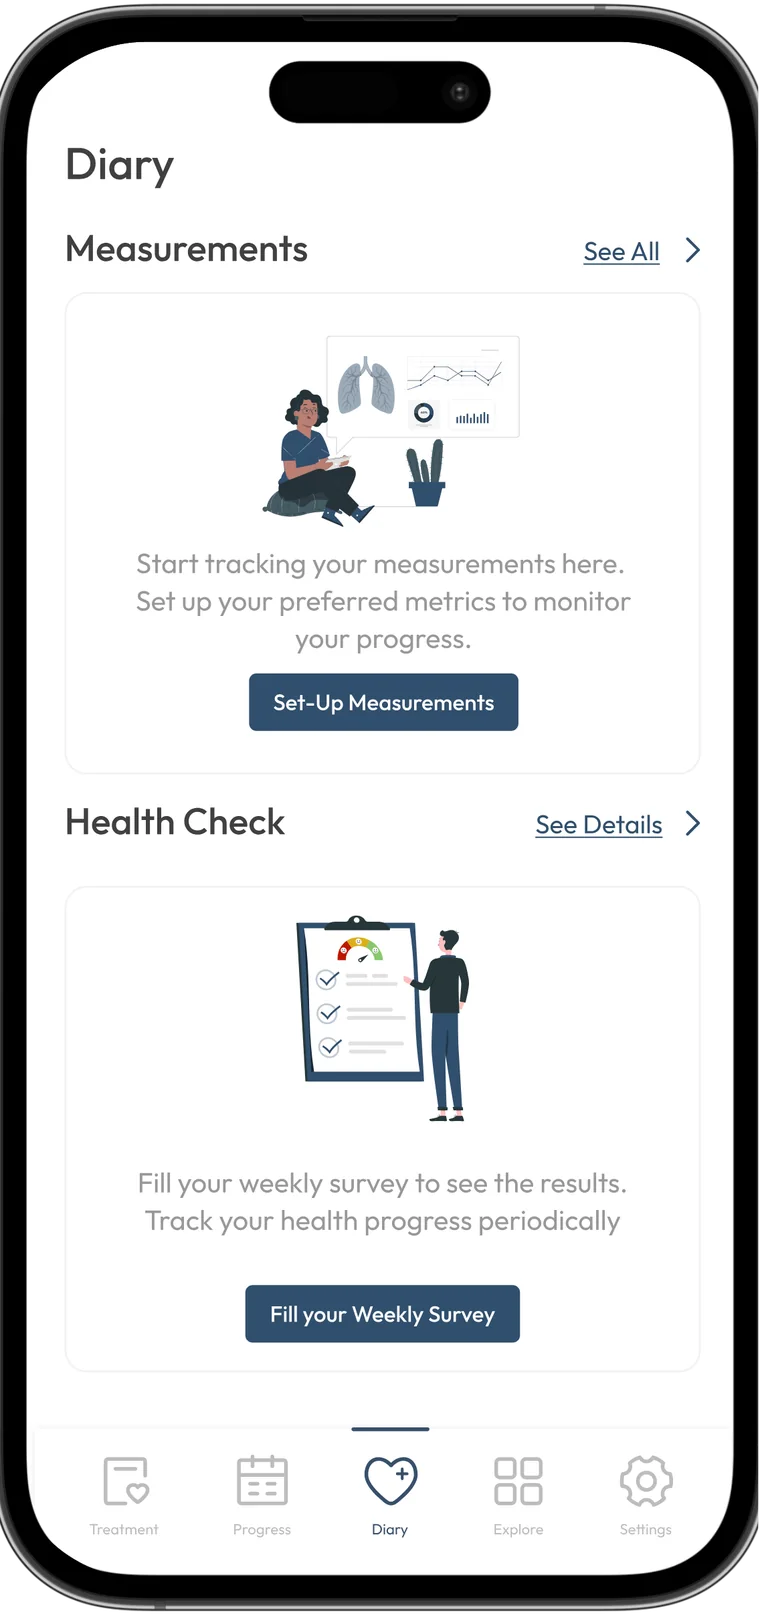 Diary
Measurements
See All
Start tracking your measurements here.
Set up your preferred metrics to monitor
your progress.
Set-Up Measurements
Health Check
See Details
Fill your weekly survey to see the results.
Track your health progress periodically
Fill your Weekly Survey
Treatment
Progress
Diary
Explore
Settings